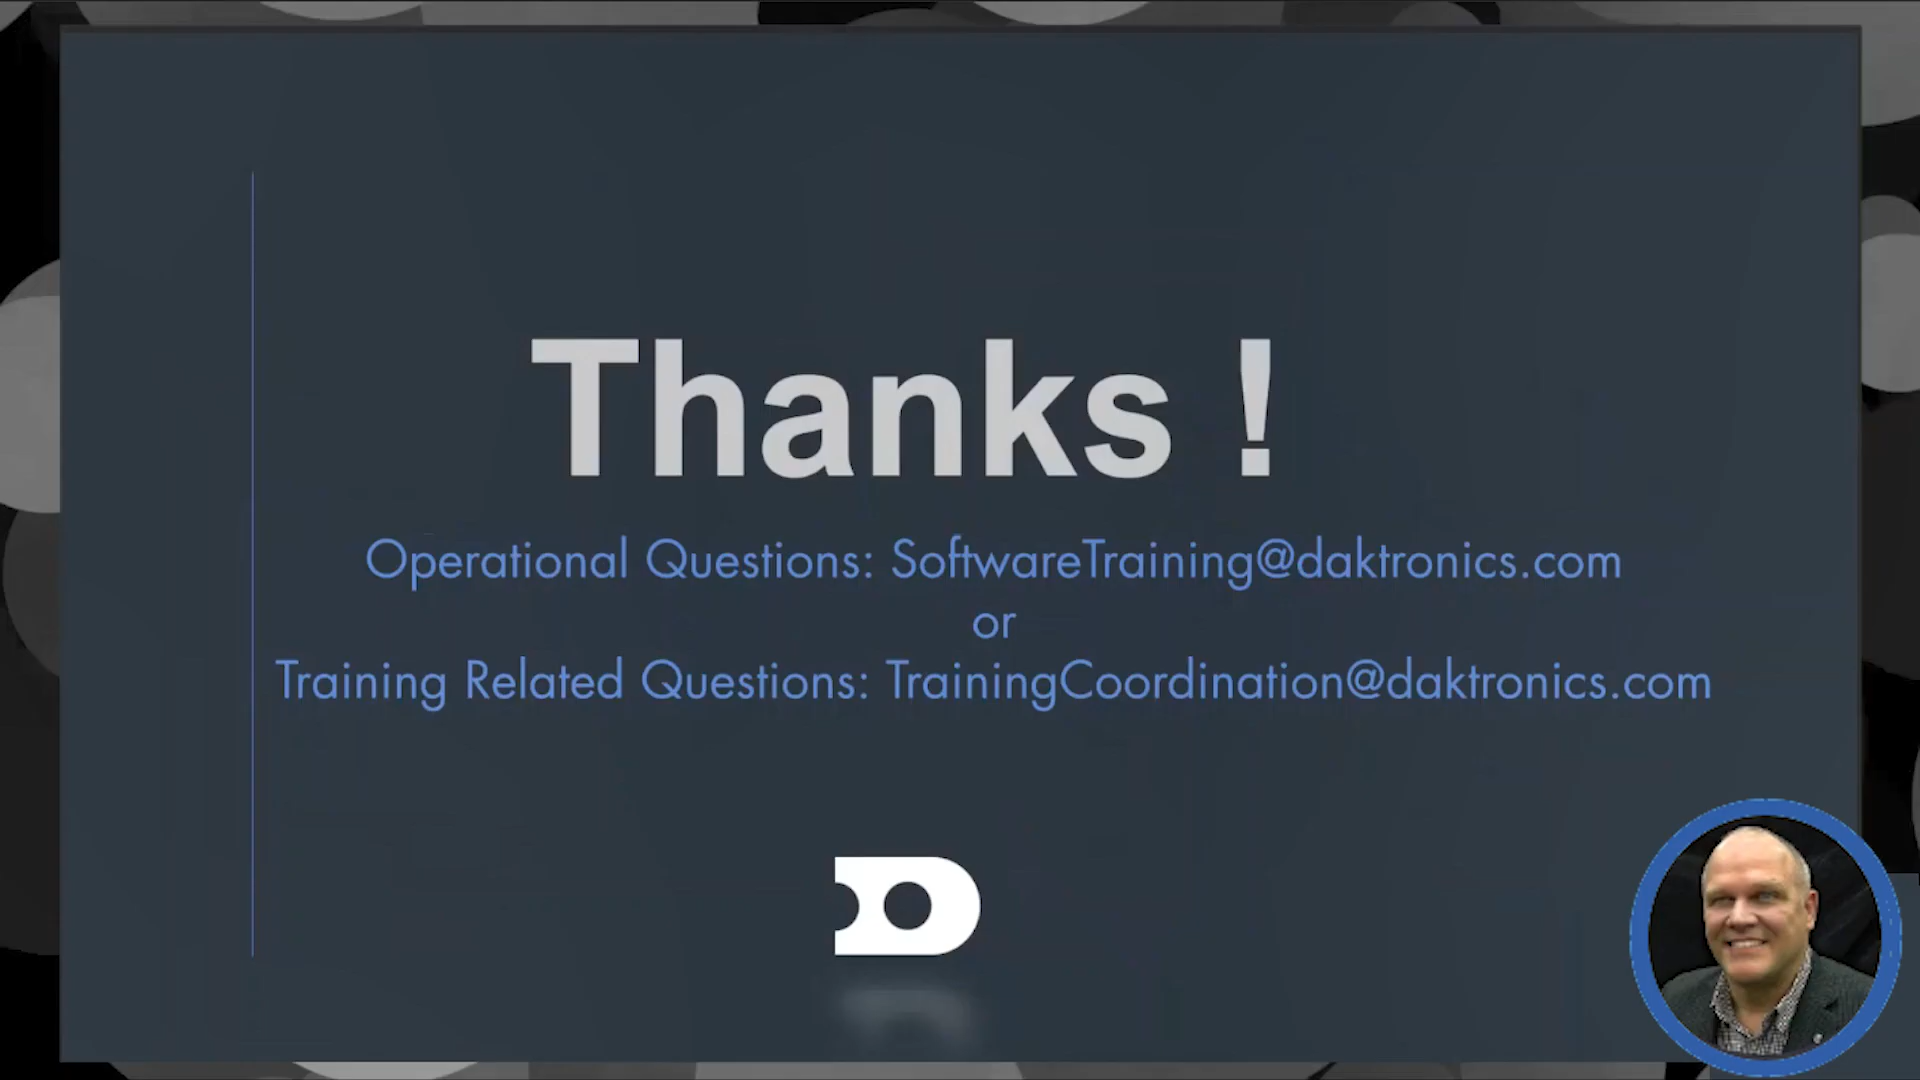 Thanks !
Operational Questions: SoftwareTraining@daktronics.com
or
Training Related Questions: TrainingCoordination@daktronics.com